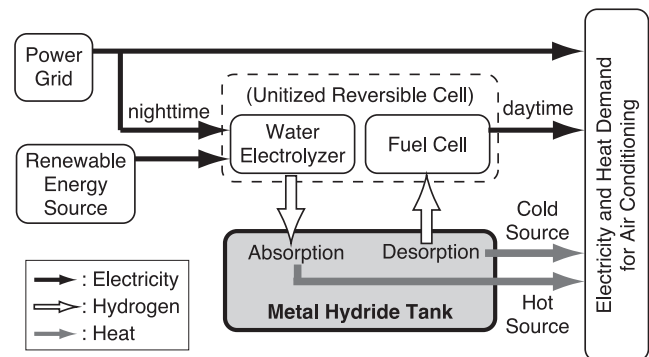 Power
Grid
nighttime
(Unitized Reversible Cell)
daytime
Water
Electrolyzer
Fuel Cell
Renewable
Energy
Source
Absorption
Desorption
Metal Hydride Tank
Cold
Source
Hot
Source
Electricity and Heat Demand
for Air Conditioning
: Electricity
: Hydrogen
: Heat